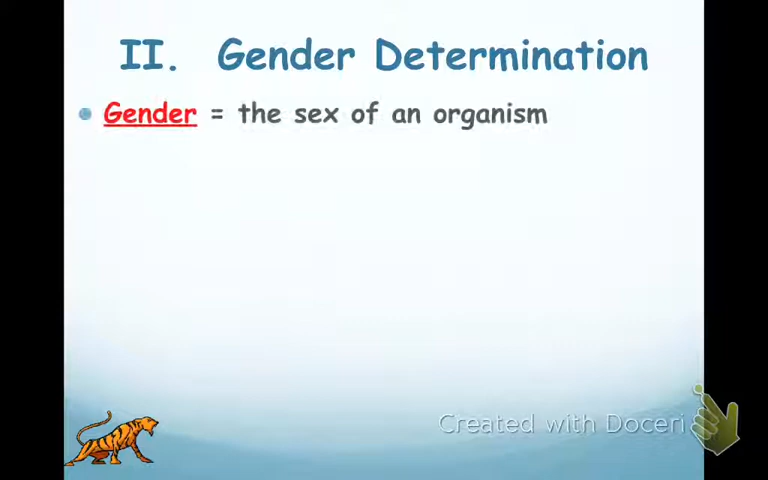 II. Gender Determination
Gender = the sex of an organism
Created with Doceri